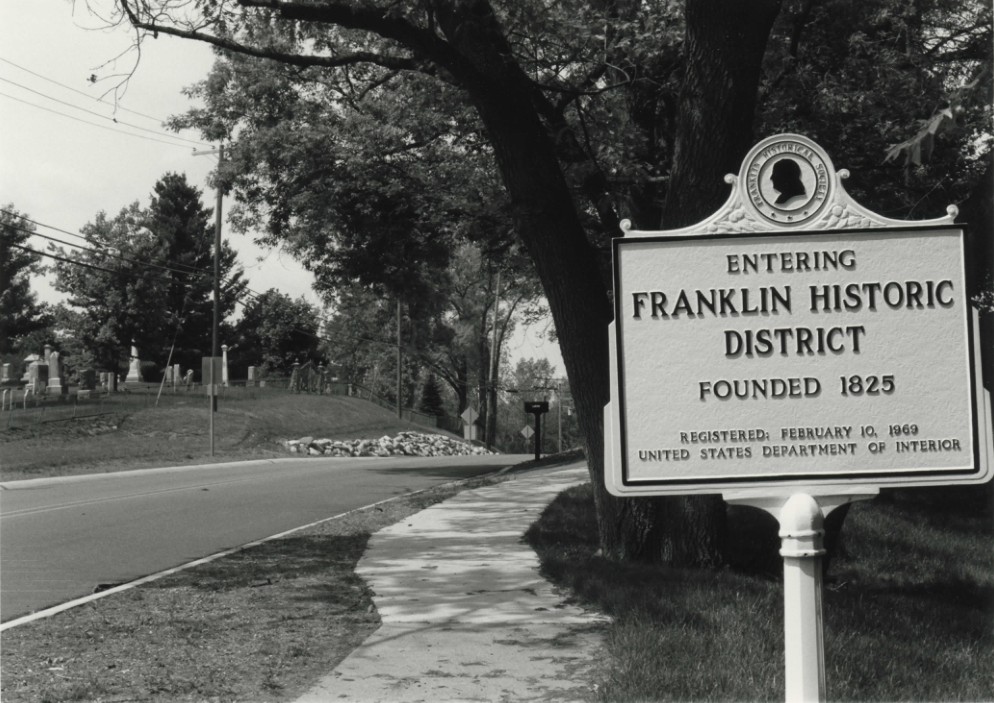 FRANKLIN HISTORICAL SOCIETY
ENTERING
FRANKLIN HISTORIC
DISTRICT
FOUNDED 1825
REGISTERED: FEBRUARY 10, 1969
UNITED STATES DEPARTMENT OF INTERIOR